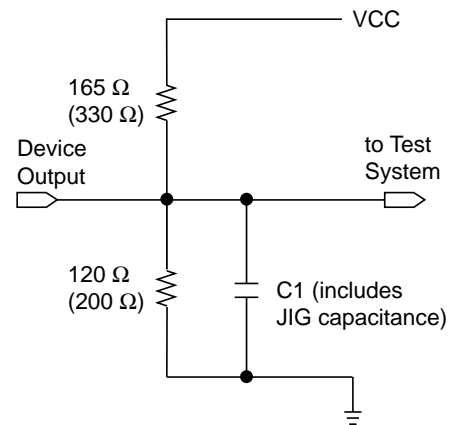 VCC
165 Ω
(330 Ω)
Device
Output
to Test
System
120 Ω
(200 Ω)
C1 (includes
JIG capacitance)